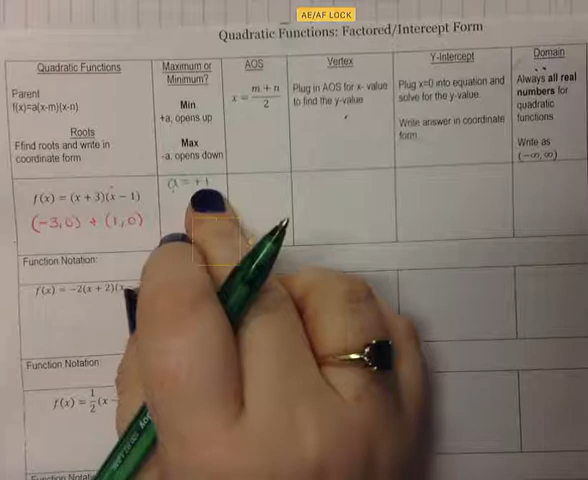 AE/AF LOCK
Quadratic Functions: Factored/Intercept Form
Quadratic Functions
Parent
f(x)=a(x-m)(x-n)
Roots
Ffind roots and write in
coordinate form
Maximum or
Minimum?
Min
+a, opens up
Max
-a, opens down
AOS
x = m + n
2
Vertex
Plug in AOS for x- value
to find the y-value
Y-Intercept
Plug x=0 into equation and
solve for the y-value.
Write answer in coordinate
form
Domain
Always all real
numbers for
quadratic
functions
Write as
(-∞, ∞)
f(x) = (x + 3)(x − 1)
(-3,0) + (1,0)
a = +1
Function Notation:
f(x) = −2(x + 2)(x
Function Notation
f(x) = 1/2 (x −
Function